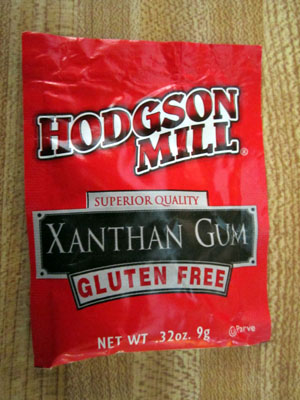 HODGSON
MILL®
SUPERIOR QUALITY
XANTHAN GUM
GLUTEN FREE
NET WT .32oz. 9g
Parve